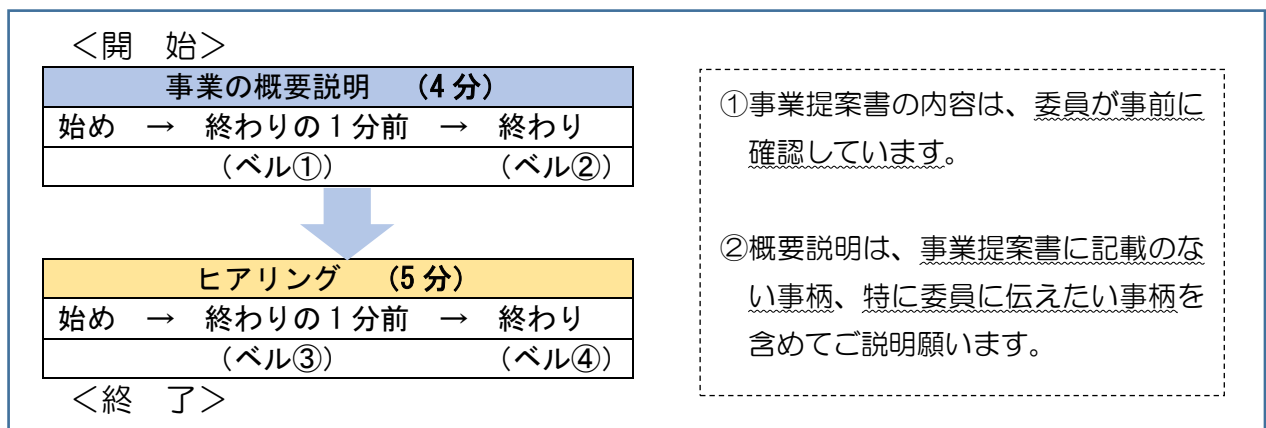 ＜開　始＞
事業の概要説明　（4分）
始め　→　終わりの１分前　→　終わり
（ベル①）　（ベル②）
ヒアリング　（5分）
始め　→　終わりの１分前　→　終わり
（ベル③）　（ベル④）
＜終　了＞
①事業提案書の内容は、委員が事前に
確認しています。
②概要説明は、事業提案書に記載のな
い事柄、特に委員に伝えたい事柄を
含めてご説明願います。